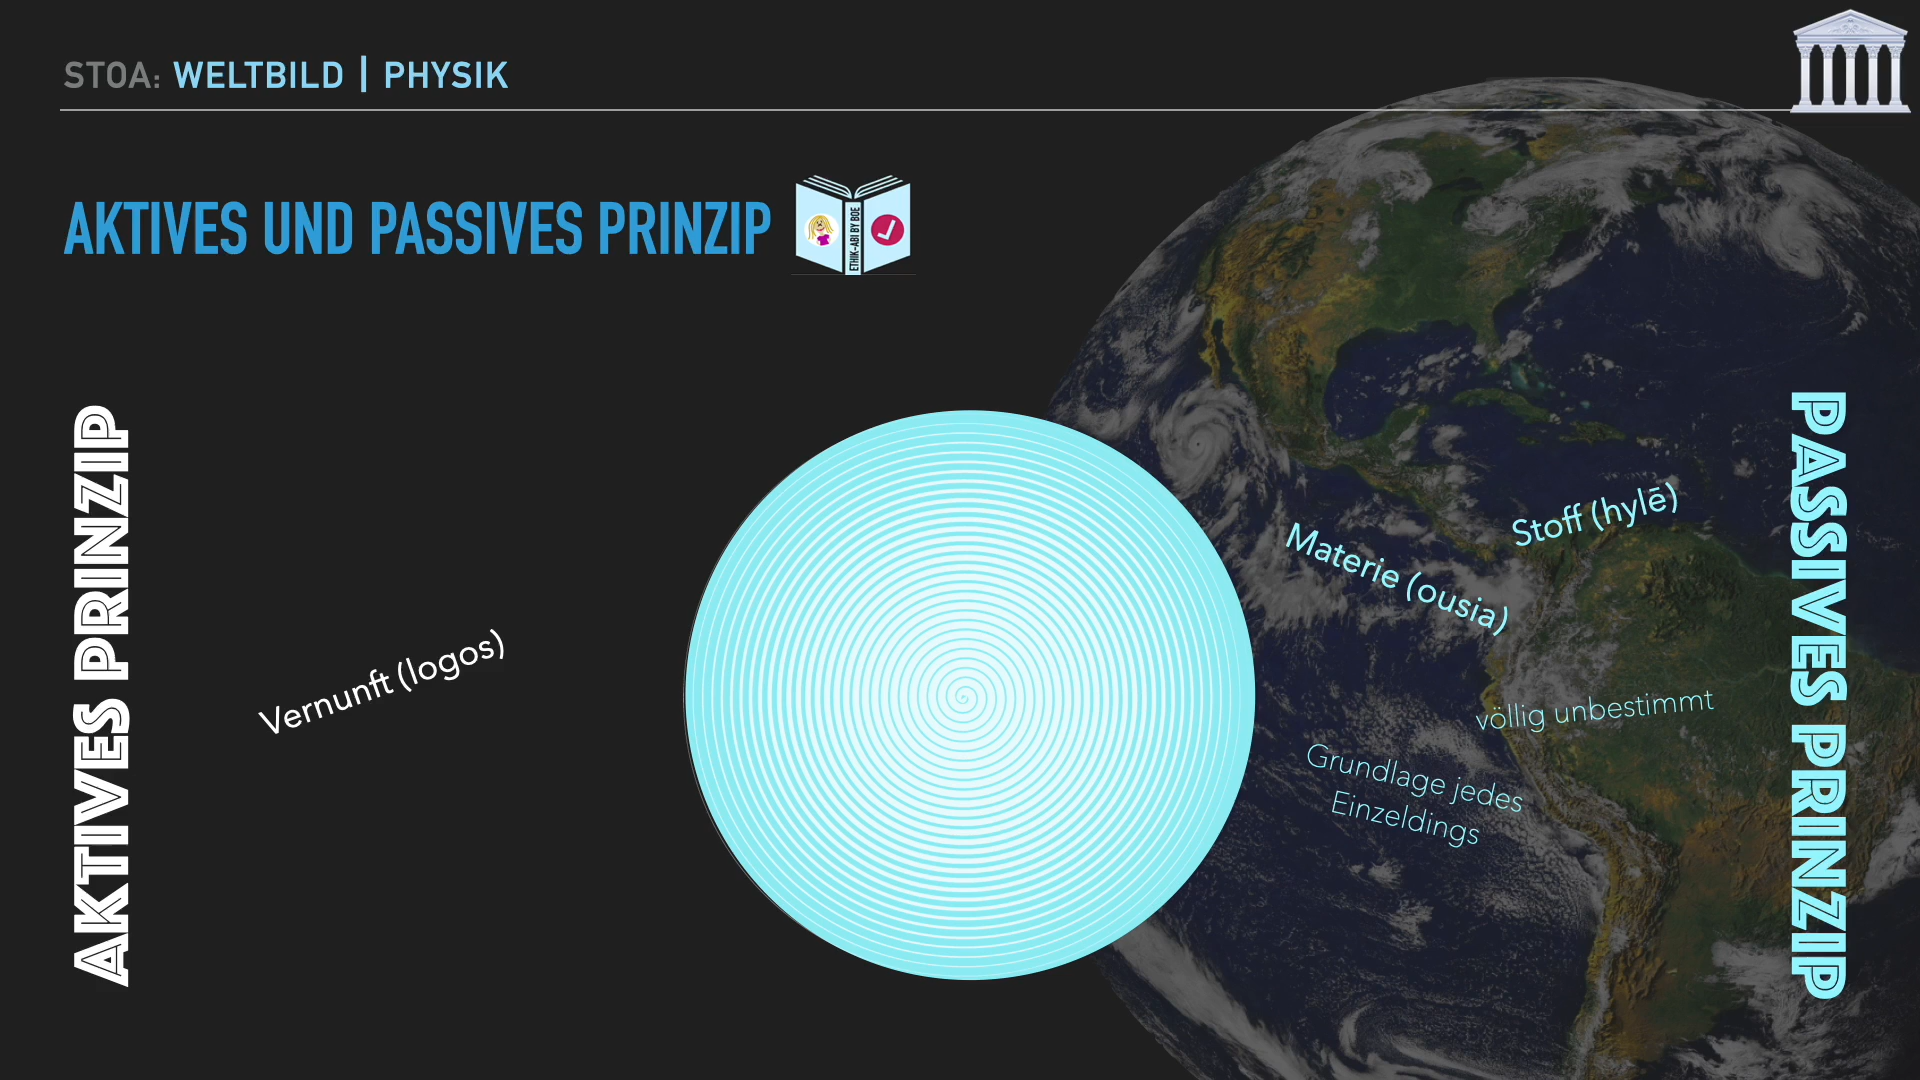 STOA: WELTBILD | PHYSIK
AKTIVES UND PASSIVES PRINZIP
ETHIK-ABI BY BOE
AKTIVES PRINZIP
Vernunft (logos)
Stoff (hylē)
Materie (ousia)
völlig unbestimmt
Grundlage jedes
Einzeldings
PASSIVES PRINZIP